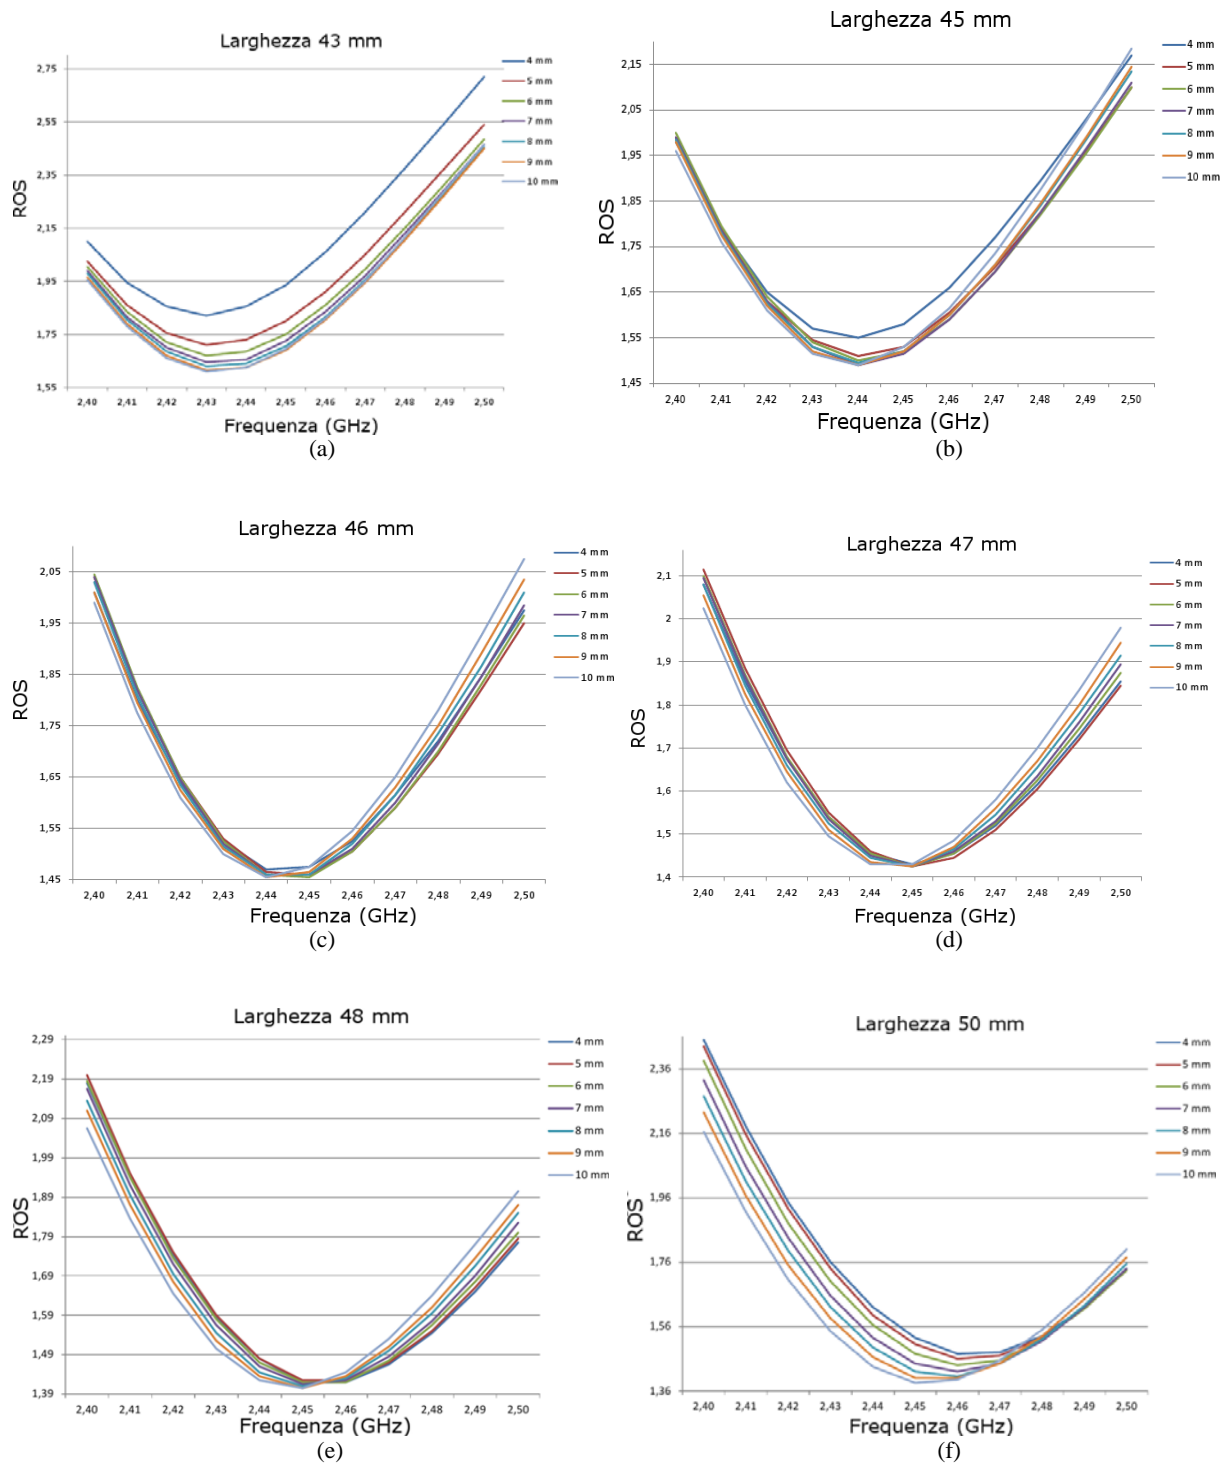 Larghezza 43 mm
2,75
2,55
2,35
2,15
1,95
1,75
1,55
ROS
2,40 2,41 2,42 2,43 2,44 2,45 2,46 2,47 2,48 2,49 2,50
Frequenza (GHz)
4 mm
5 mm
6 mm
7 mm
8 mm
9 mm
10 mm
(a)
Larghezza 45 mm
2,15
2,05
1,95
1,85
1,75
1,65
1,55
1,45
ROS
2,40 2,41 2,42 2,43 2,44 2,45 2,46 2,47 2,48 2,49 2,50
Frequenza (GHz)
4 mm
5 mm
6 mm
7 mm
8 mm
9 mm
10 mm
(b)
Larghezza 46 mm
2,05
1,95
1,85
1,75
1,65
1,55
1,45
ROS
2,40 2,41 2,42 2,43 2,44 2,45 2,46 2,47 2,48 2,49 2,50
Frequenza (GHz)
4 mm
5 mm
6 mm
7 mm
8 mm
9 mm
10 mm
(c)
Larghezza 47 mm
2,1
2
1,9
1,8
1,7
1,6
1,5
1,4
ROS
2,40 2,41 2,42 2,43 2,44 2,45 2,46 2,47 2,48 2,49 2,50
Frequenza (GHz)
4 mm
5 mm
6 mm
7 mm
8 mm
9 mm
10 mm
(d)
Larghezza 48 mm
2,29
2,19
2,09
1,99
1,89
1,79
1,69
1,59
1,49
1,39
ROS
2,40 2,41 2,42 2,43 2,44 2,45 2,46 2,47 2,48 2,49 2,50
Frequenza (GHz)
4 mm
5 mm
6 mm
7 mm
8 mm
9 mm
10 mm
(e)
Larghezza 50 mm
2,36
2,16
1,96
1,76
1,56
1,36
ROS
2,40 2,41 2,42 2,43 2,44 2,45 2,46 2,47 2,48 2,49 2,50
Frequenza (GHz)
4 mm
5 mm
6 mm
7 mm
8 mm
9 mm
10 mm
(f)